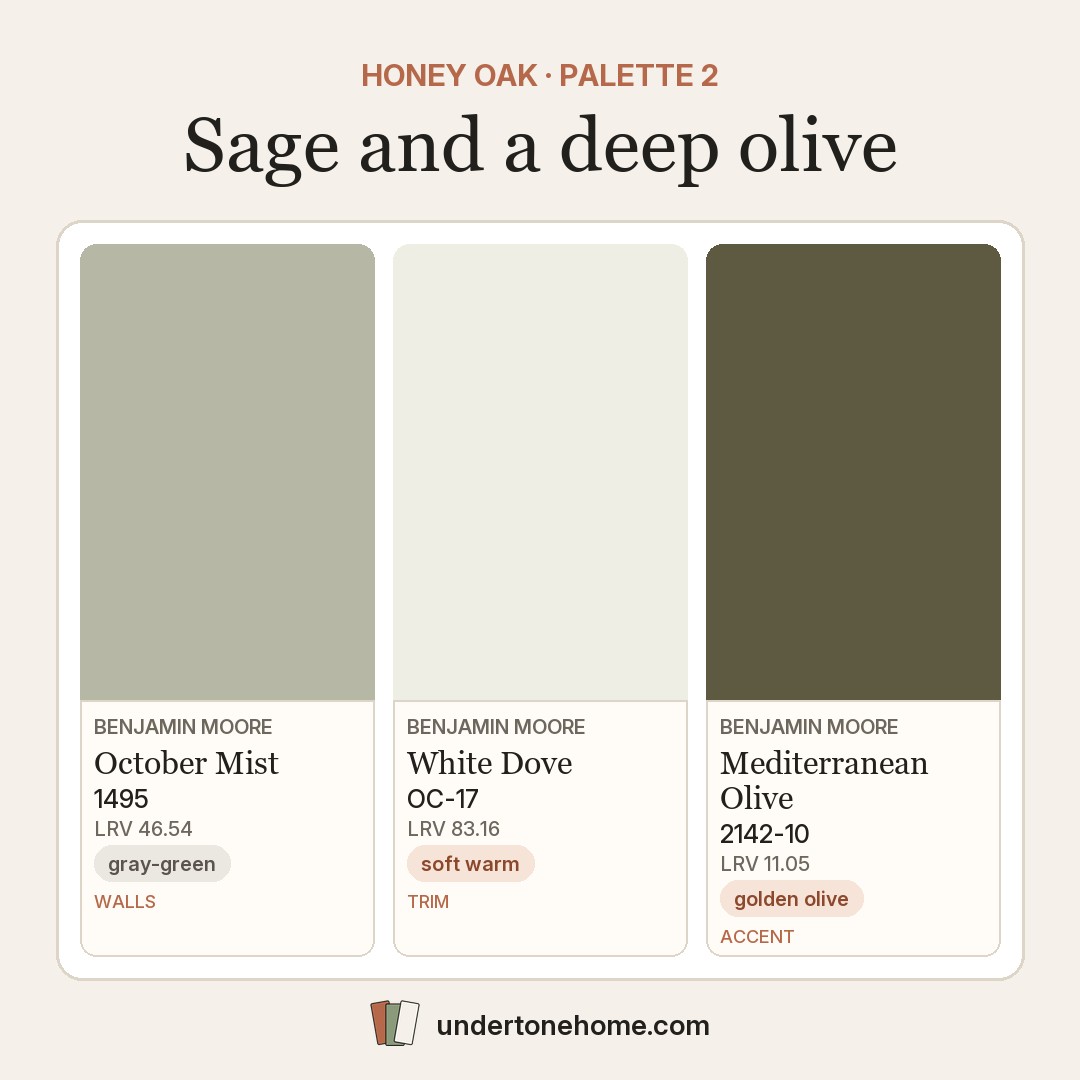 HONEY OAK · PALETTE 2
Sage and a deep olive
BENJAMIN MOORE
October Mist
1495
LRV 46.54
gray-green
WALLS
BENJAMIN MOORE
White Dove
OC-17
LRV 83.16
soft warm
TRIM
BENJAMIN MOORE
Mediterranean
Olive
2142-10
LRV 11.05
golden olive
ACCENT
undertonehome.com